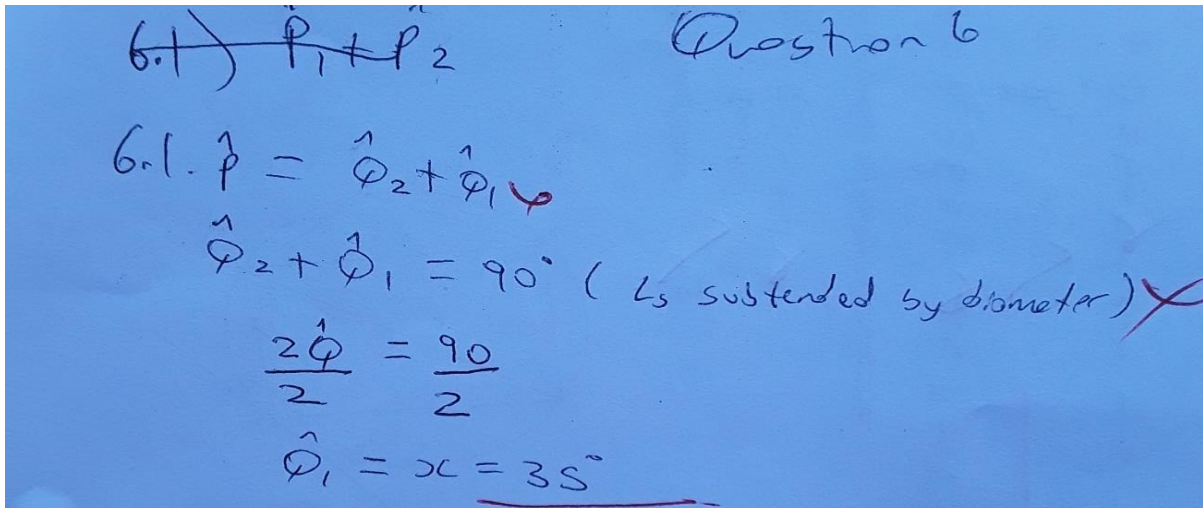 6.1) P̂₁ + P̂₂
Question 6
6.1. P̂ = Q̂₂ + Q̂₁
Q̂₂ + Q̂₁ = 90° (∠s subtended by diameter)
2Q̂/2 = 90/2
Q̂₁ = x = 35°